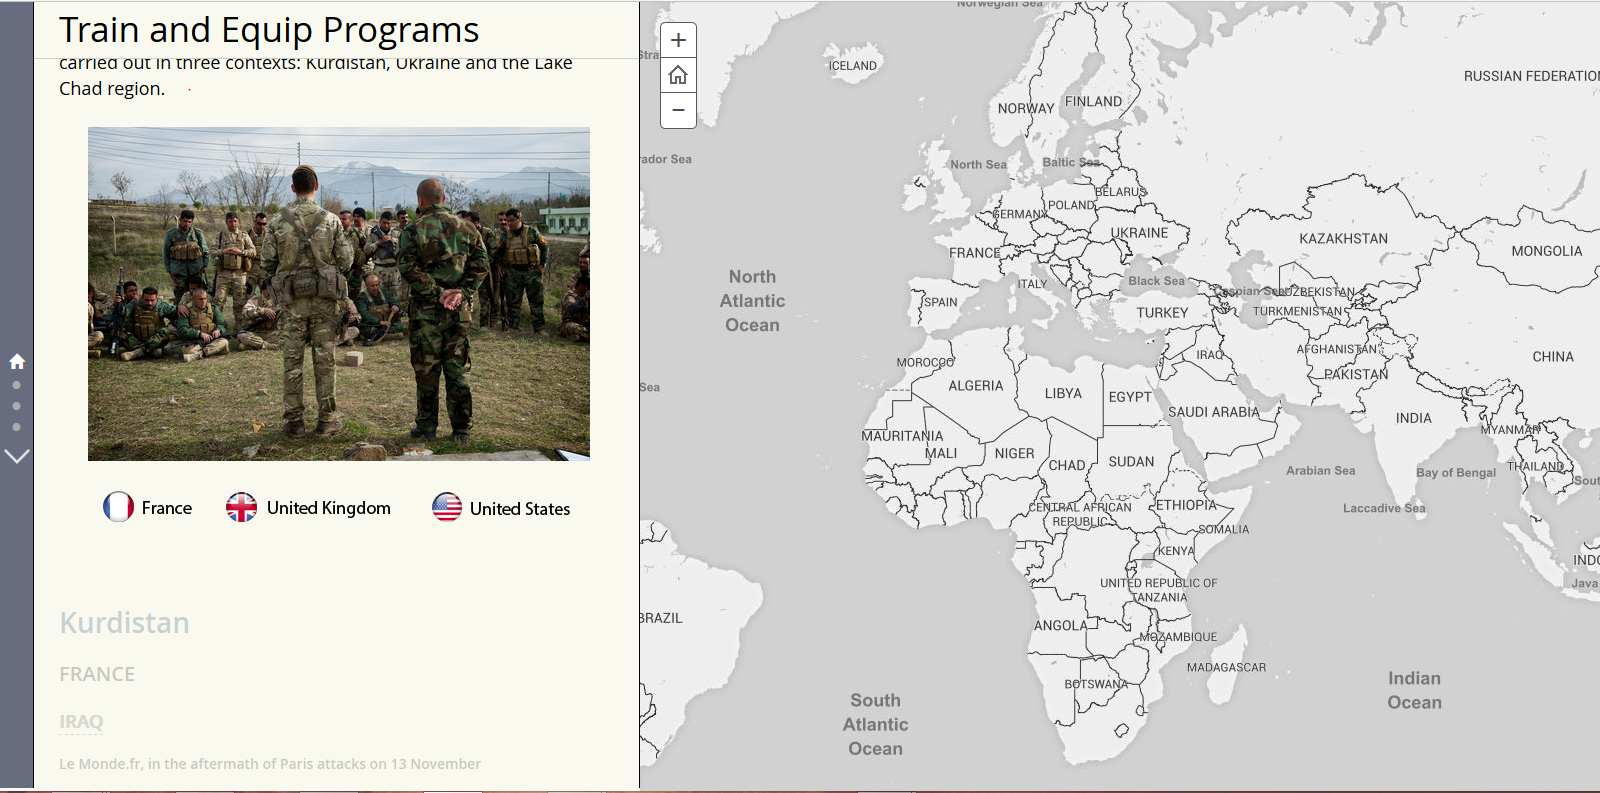 Train and Equip Programs
carried out in three contexts: Kurdistan, Ukraine and the Lake
Chad region.
France
United Kingdom
United States
Kurdistan
FRANCE
IRAQ
Le Monde.fr, in the aftermath of Paris attacks on 13 November
+
−
Norwegian Sea
Stra
ICELAND
RUSSIAN FEDERATIO
NORWAY
FINLAND
rador Sea
North Sea
Baltic Sea
BELARUS
POLAND
GERMANY
UKRAINE
KAZAKHSTAN
MONGOLIA
FRANCE
North
Atlantic
Ocean
ITALY
Black Sea
Caspian Sea
UZBEKISTAN
SPAIN
TURKEY
TURKMENISTAN
MOROCCO
IRAQ
AFGHANISTAN
CHINA
PAKISTAN
Sea
ALGERIA
LIBYA
EGYPT
SAUDI ARABIA
INDIA
MAURITANIA
MALI
NIGER
CHAD
SUDAN
MYANMAR
Arabian Sea
Bay of Bengal
THAILAND
South
CENTRAL AFRICAN
REPUBLIC
ETHIOPIA
Laccadive Sea
SOMALIA
KENYA
INDO
UNITED REPUBLIC OF
TANZANIA
Java
BRAZIL
ANGOLA
MOZAMBIQUE
MADAGASCAR
BOTSWANA
Indian
Ocean
South
Atlantic
Ocean